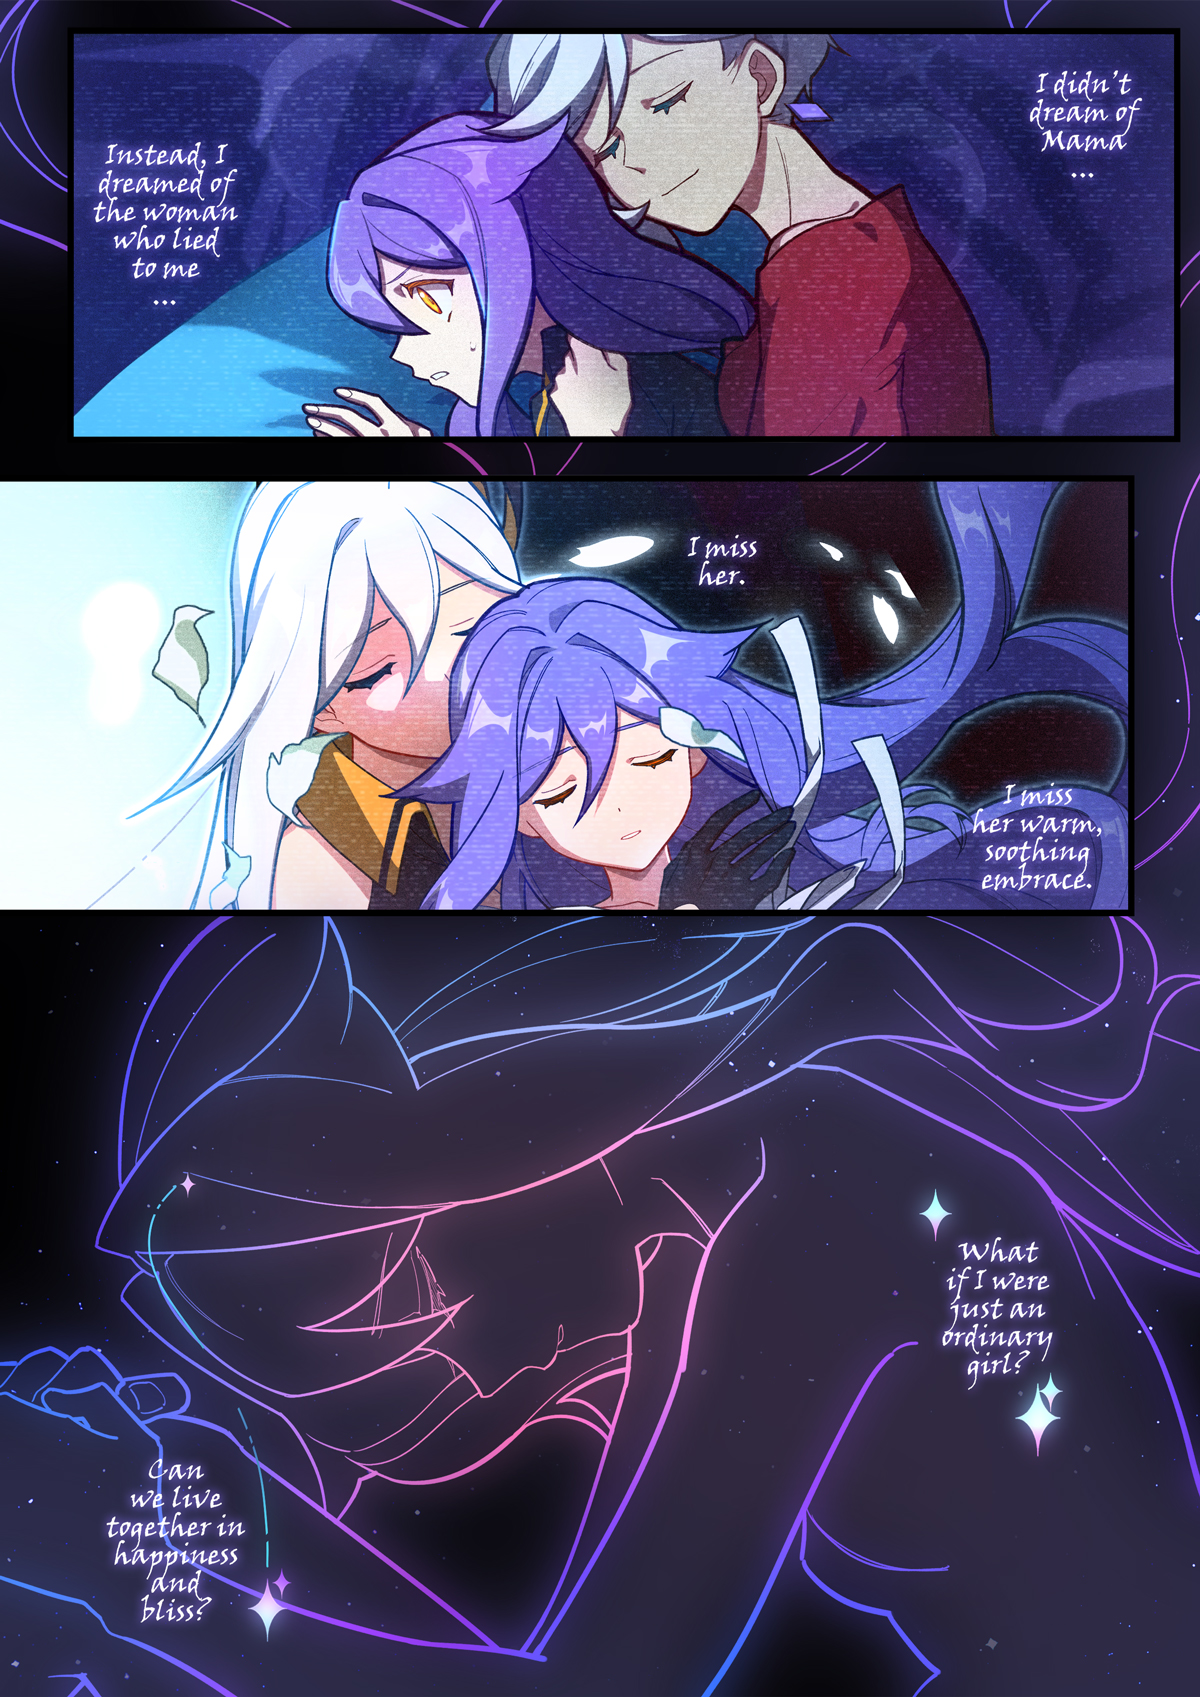 I didn't
dream of
Mama
...
Instead, I
dreamed of
the woman
who lied
to me
...
I miss
her.
I miss
her warm,
soothing
embrace.
What
if I were
just an
ordinary
girl?
Can
we live
together in
happiness
and
bliss?